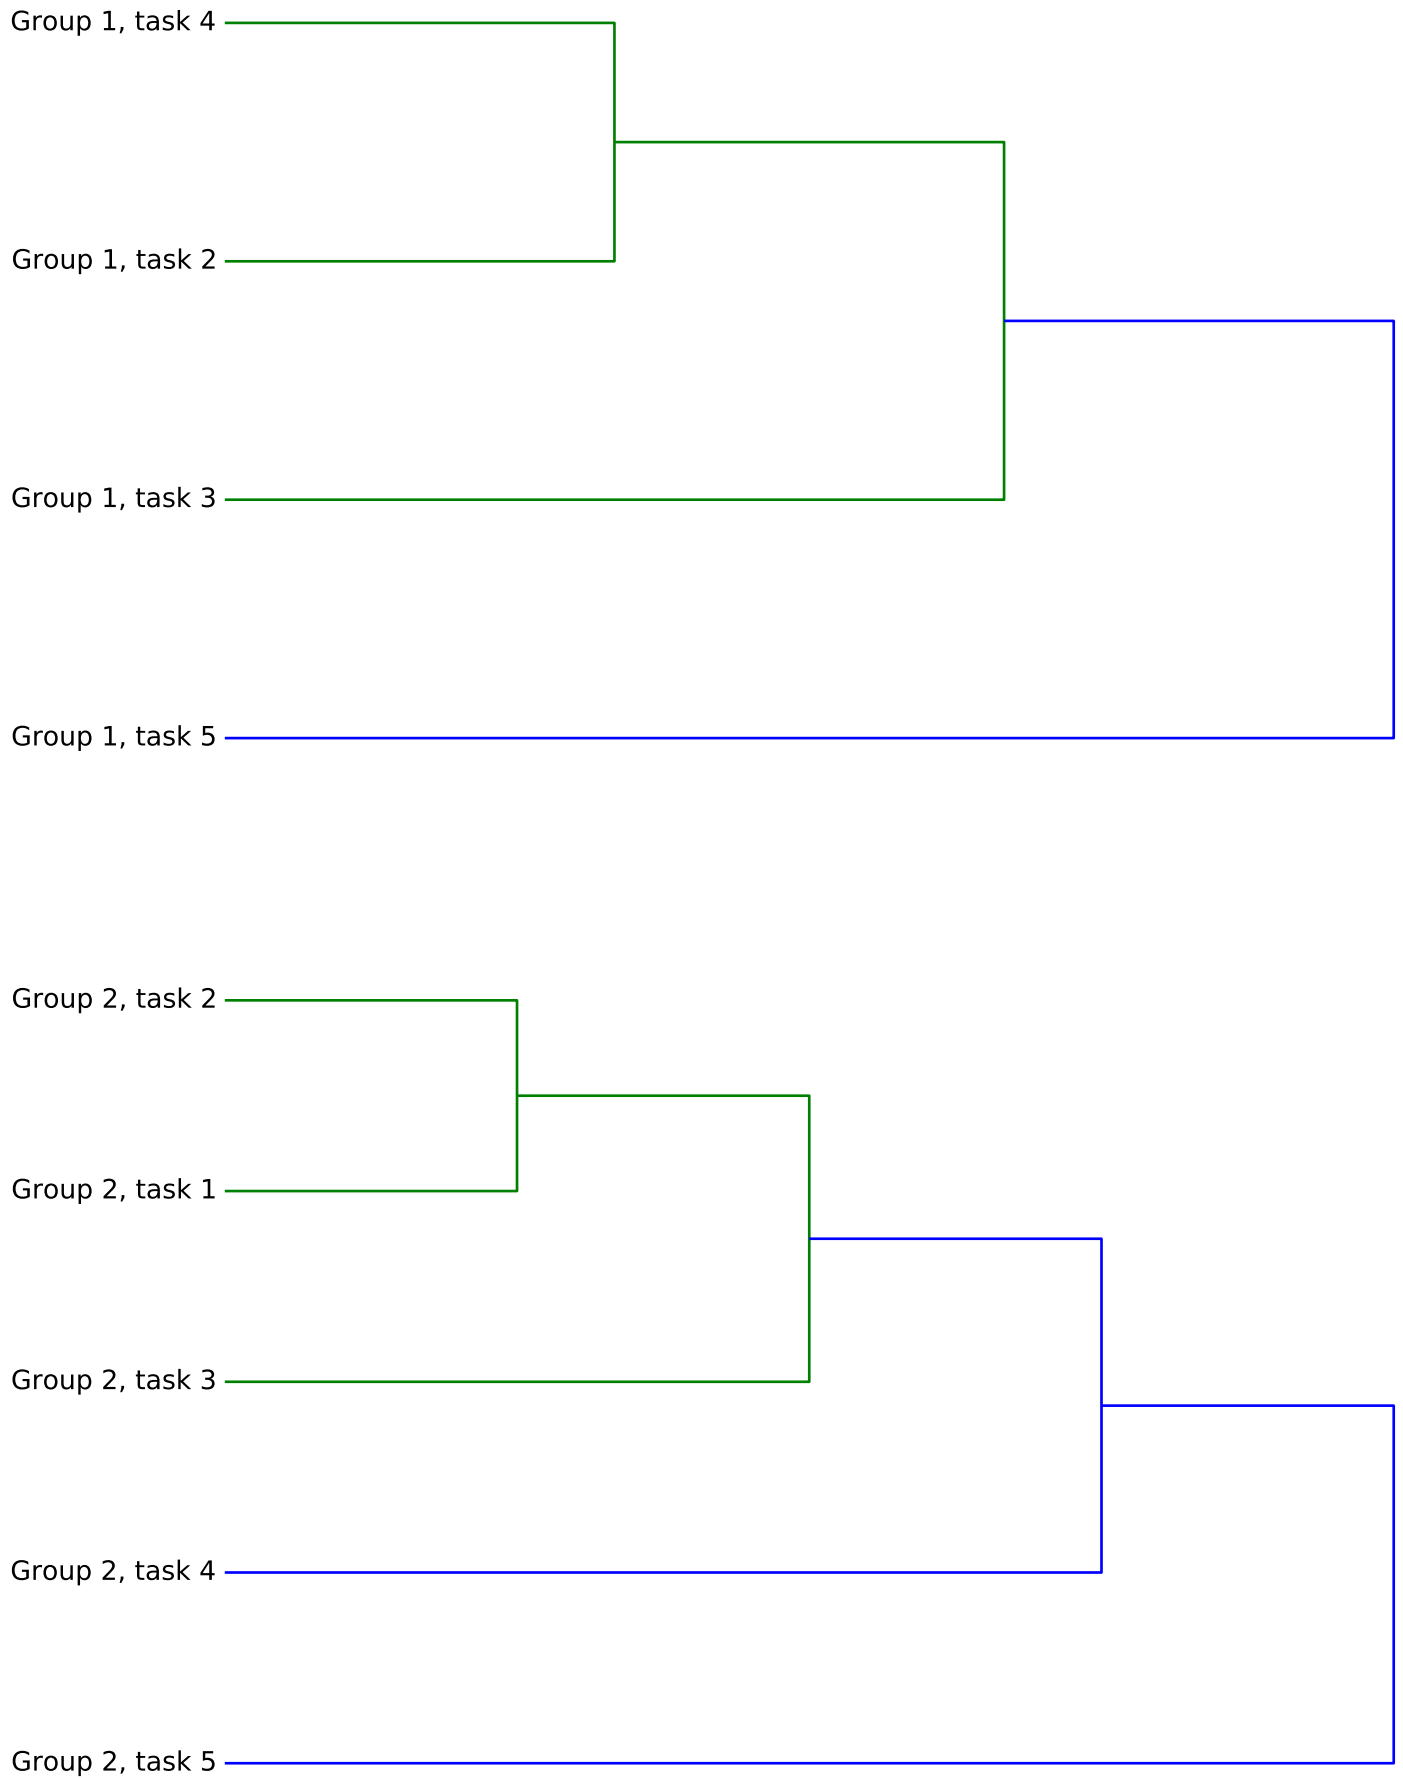 Group 1, task 4
Group 1, task 2
Group 1, task 3
Group 1, task 5
Group 2, task 2
Group 2, task 1
Group 2, task 3
Group 2, task 4
Group 2, task 5